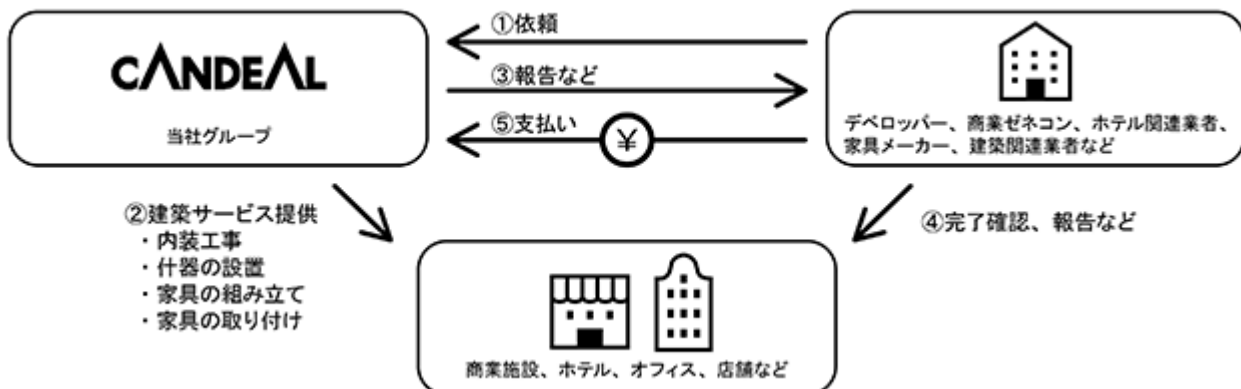 CANDEAL
当社グループ
①依頼
③報告など
⑤支払い
¥
デベロッパー、商業ゼネコン、ホテル関連業者、
家具メーカー、建築関連業者など
②建築サービス提供
・内装工事
・什器の設置
・家具の組み立て
・家具の取り付け
④完了確認、報告など
商業施設、ホテル、オフィス、店舗など